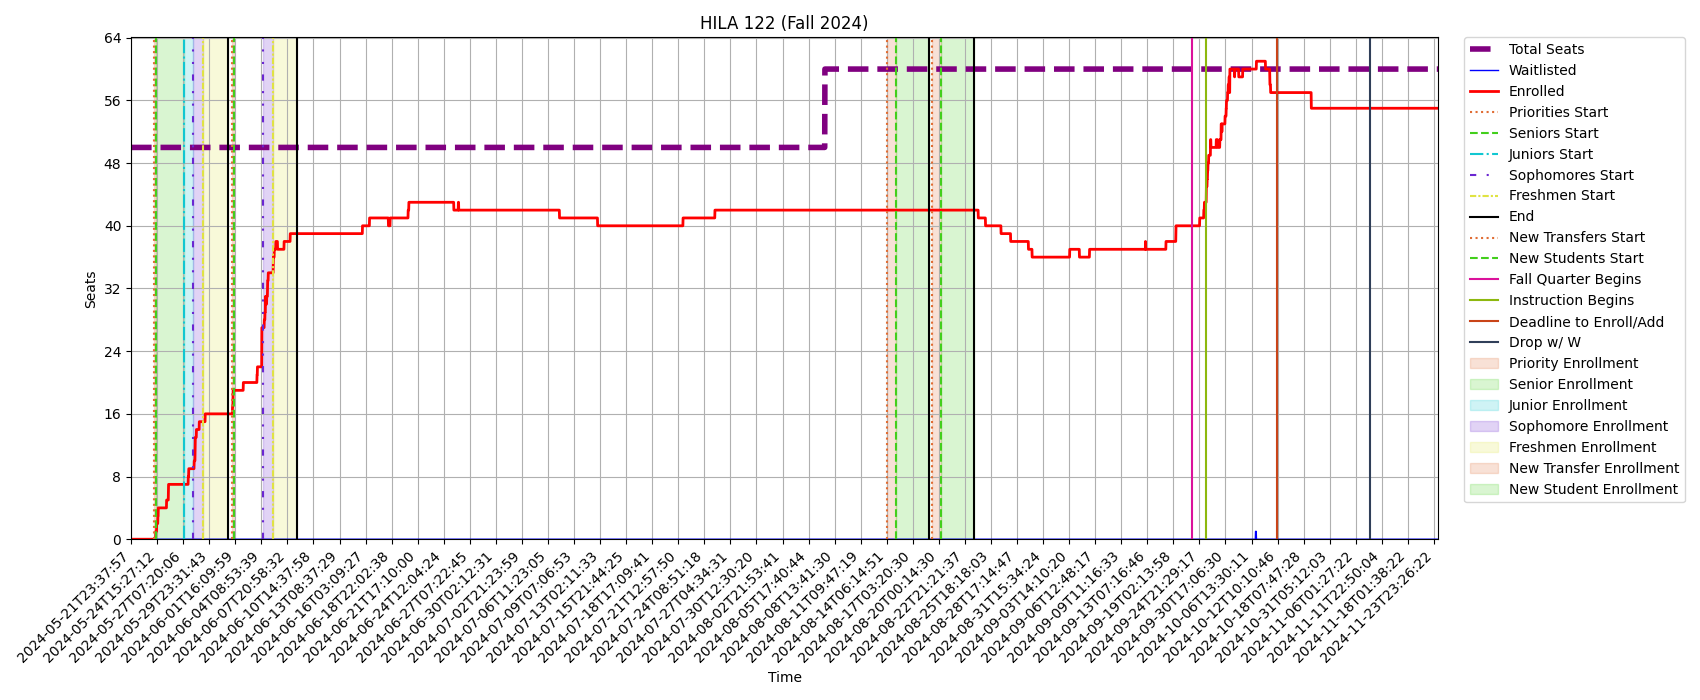 HILA 122 (Fall 2024)
64
56
48
40
32
24
16
8
0
Seats
2024-05-21T23:37:57
2024-05-24T15:27:12
2024-05-27T07:20:06
2024-05-29T23:31:43
2024-06-01T16:09:59
2024-06-04T08:53:39
2024-06-07T20:58:32
2024-06-10T14:37:58
2024-06-13T08:37:29
2024-06-16T03:09:27
2024-06-18T22:02:38
2024-06-21T17:10:00
2024-06-24T12:04:24
2024-06-27T07:22:45
2024-06-30T02:12:31
2024-07-02T21:23:59
2024-07-06T11:23:05
2024-07-09T07:06:53
2024-07-13T02:11:33
2024-07-15T21:44:25
2024-07-18T17:09:41
2024-07-21T12:57:50
2024-07-24T08:51:18
2024-07-27T04:34:31
2024-07-30T12:30:20
2024-08-02T21:53:41
2024-08-05T17:40:44
2024-08-08T13:41:30
2024-08-11T09:47:19
2024-08-14T06:14:51
2024-08-17T03:20:30
2024-08-20T00:14:30
2024-08-22T21:21:37
2024-08-25T18:18:03
2024-08-28T17:14:47
2024-08-31T15:34:24
2024-09-03T14:10:20
2024-09-06T12:48:17
2024-09-09T11:16:33
2024-09-13T07:16:46
2024-09-19T02:13:58
2024-09-24T21:29:17
2024-09-30T17:06:30
2024-10-06T13:30:11
2024-10-12T10:10:46
2024-10-18T07:47:28
2024-10-31T05:12:03
2024-11-06T01:27:22
2024-11-11T22:50:04
2024-11-18T01:38:22
2024-11-23T23:26:22
Time
Total Seats
Waitlisted
Enrolled
Priorities Start
Seniors Start
Juniors Start
Sophomores Start
Freshmen Start
End
New Transfers Start
New Students Start
Fall Quarter Begins
Instruction Begins
Deadline to Enroll/Add
Drop w/ W
Priority Enrollment
Senior Enrollment
Junior Enrollment
Sophomore Enrollment
Freshmen Enrollment
New Transfer Enrollment
New Student Enrollment